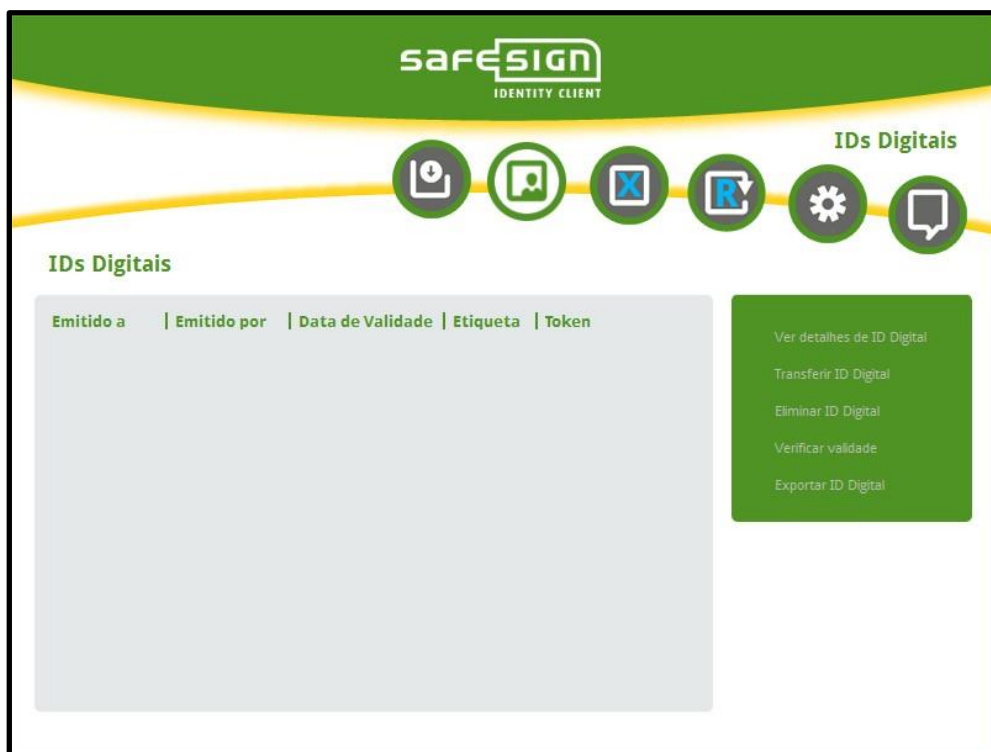 safesign
IDENTITY CLIENT
IDs Digitais
X
R
IDs Digitais
Emitido a | Emitido por | Data de Validade | Etiqueta | Token
Ver detalhes de ID Digital
Transferir ID Digital
Eliminar ID Digital
Verificar validade
Exportar ID Digital